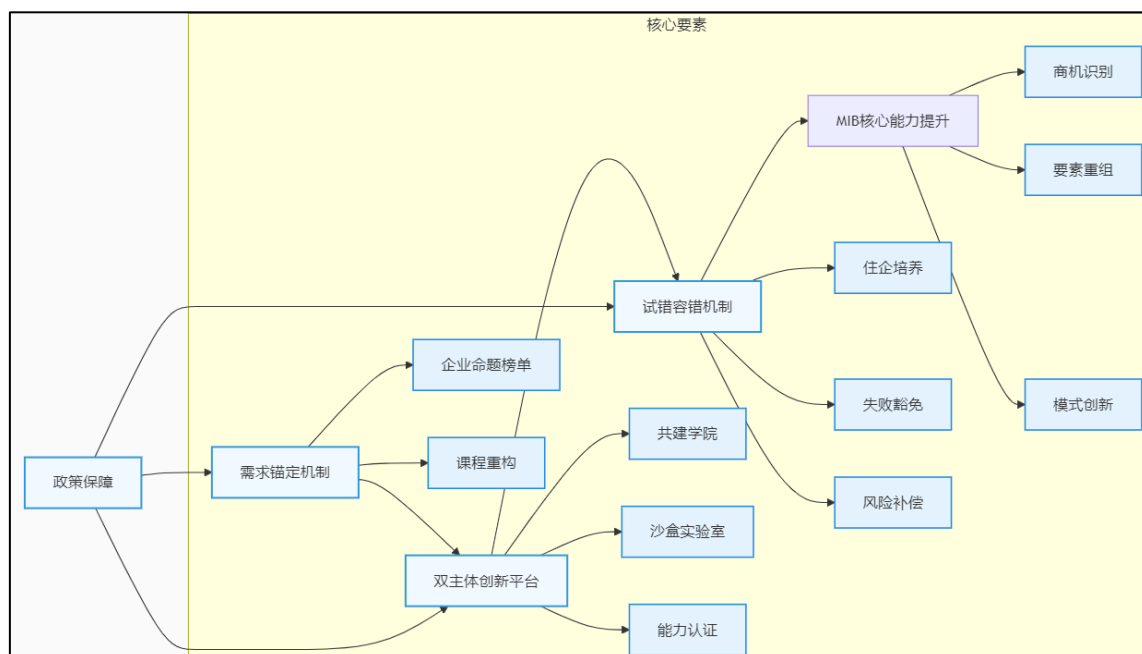 核心要素
商机识别
MIB核心能力提升
要素重组
住企培养
试错容错机制
企业命题榜单
失败豁免
模式创新
共建学院
课程重构
需求锚定机制
政策保障
风险补偿
沙盒实验室
双主体创新平台
能力认证